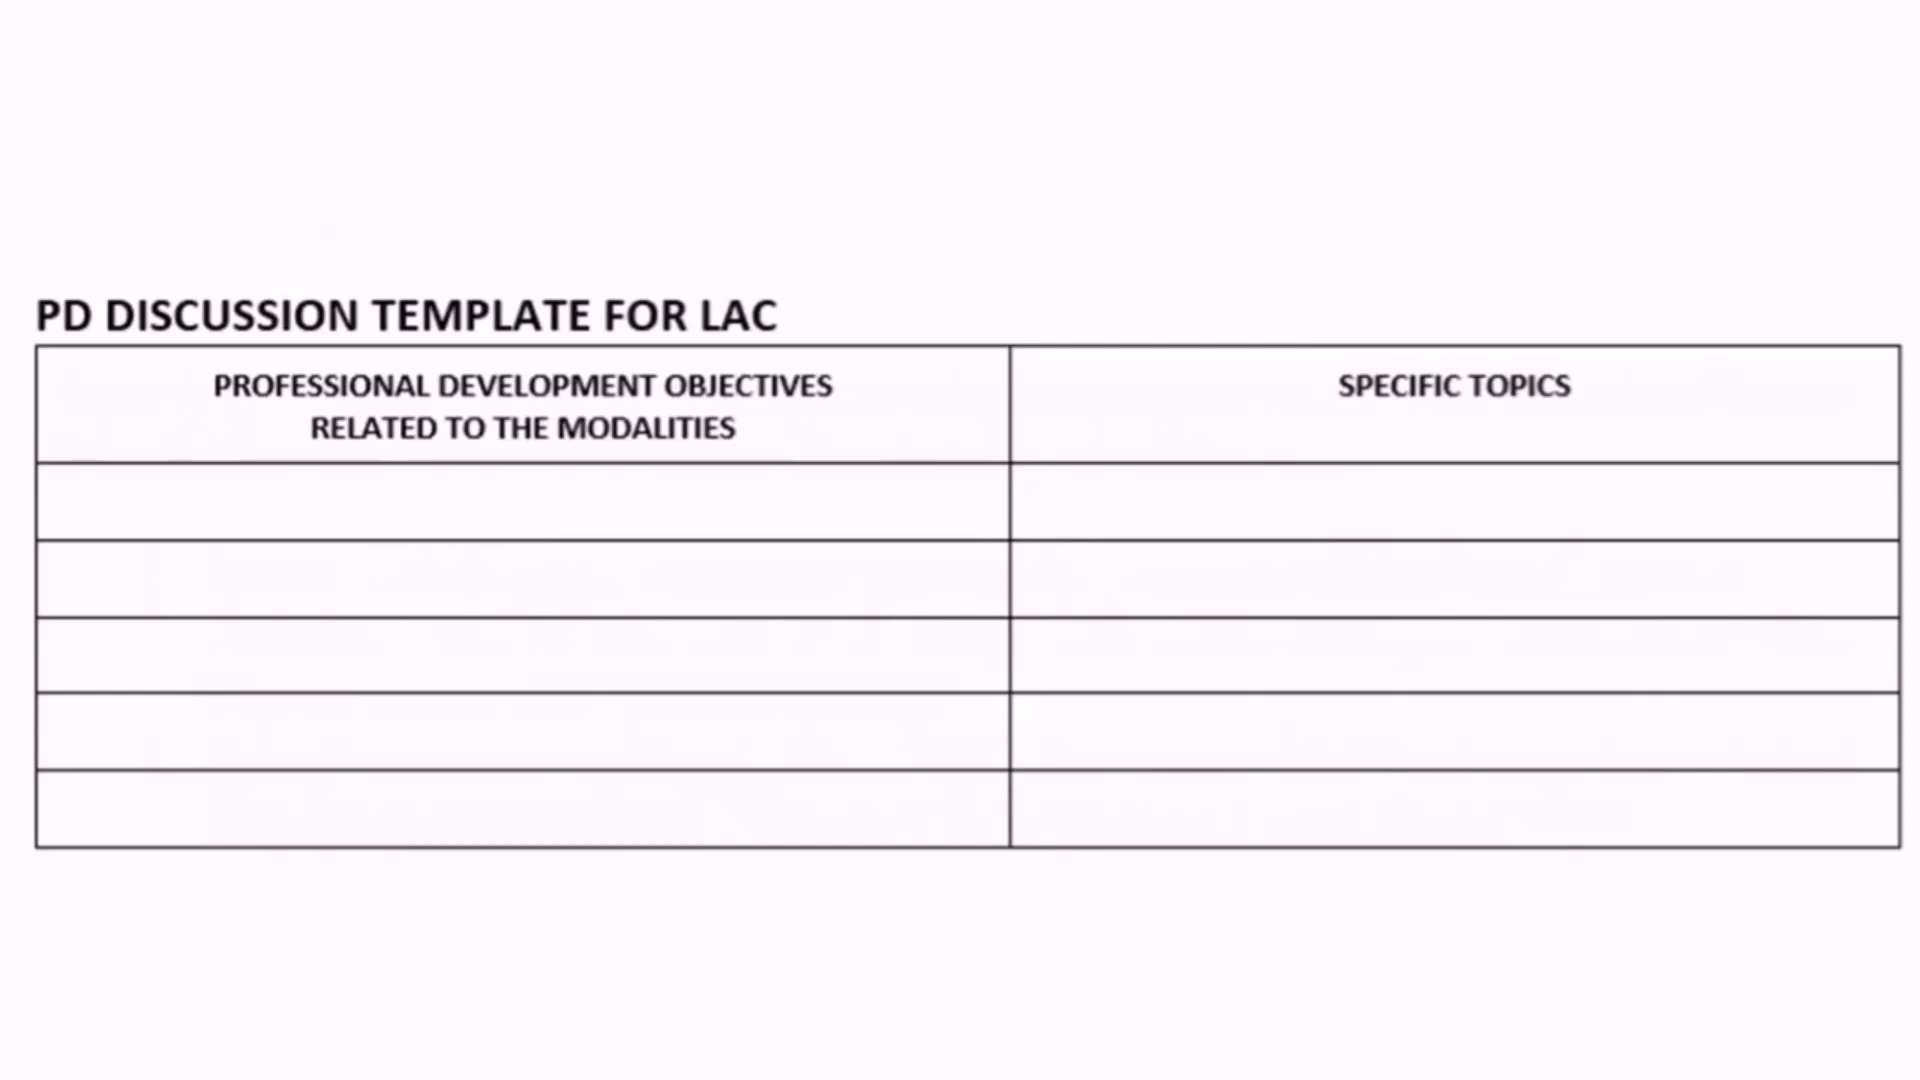 PD DISCUSSION TEMPLATE FOR LAC
PROFESSIONAL DEVELOPMENT OBJECTIVES
RELATED TO THE MODALITIES
SPECIFIC TOPICS